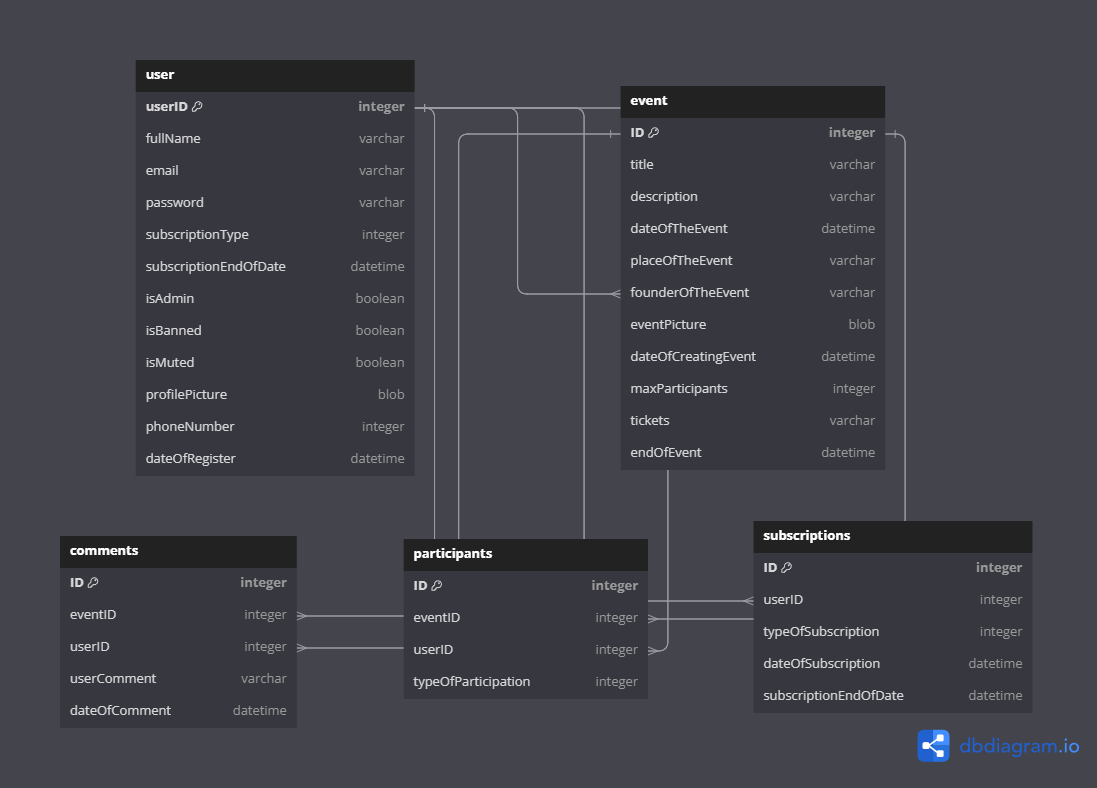 user
userID integer
fullName varchar
email varchar
password varchar
subscriptionType integer
subscriptionEndOfDate datetime
isAdmin boolean
isBanned boolean
isMuted boolean
profilePicture blob
phoneNumber integer
dateOfRegister datetime
event
ID integer
title varchar
description varchar
dateOfTheEvent datetime
placeOfTheEvent varchar
founderOfTheEvent varchar
eventPicture blob
dateOfCreatingEvent datetime
maxParticipants integer
tickets varchar
endOfEvent datetime
comments
ID integer
eventID integer
userID integer
userComment varchar
dateOfComment datetime
participants
ID integer
eventID integer
userID integer
typeOfParticipation integer
subscriptions
ID integer
userID integer
typeOfSubscription integer
dateOfSubscription datetime
subscriptionEndOfDate datetime
dbdiagram.io